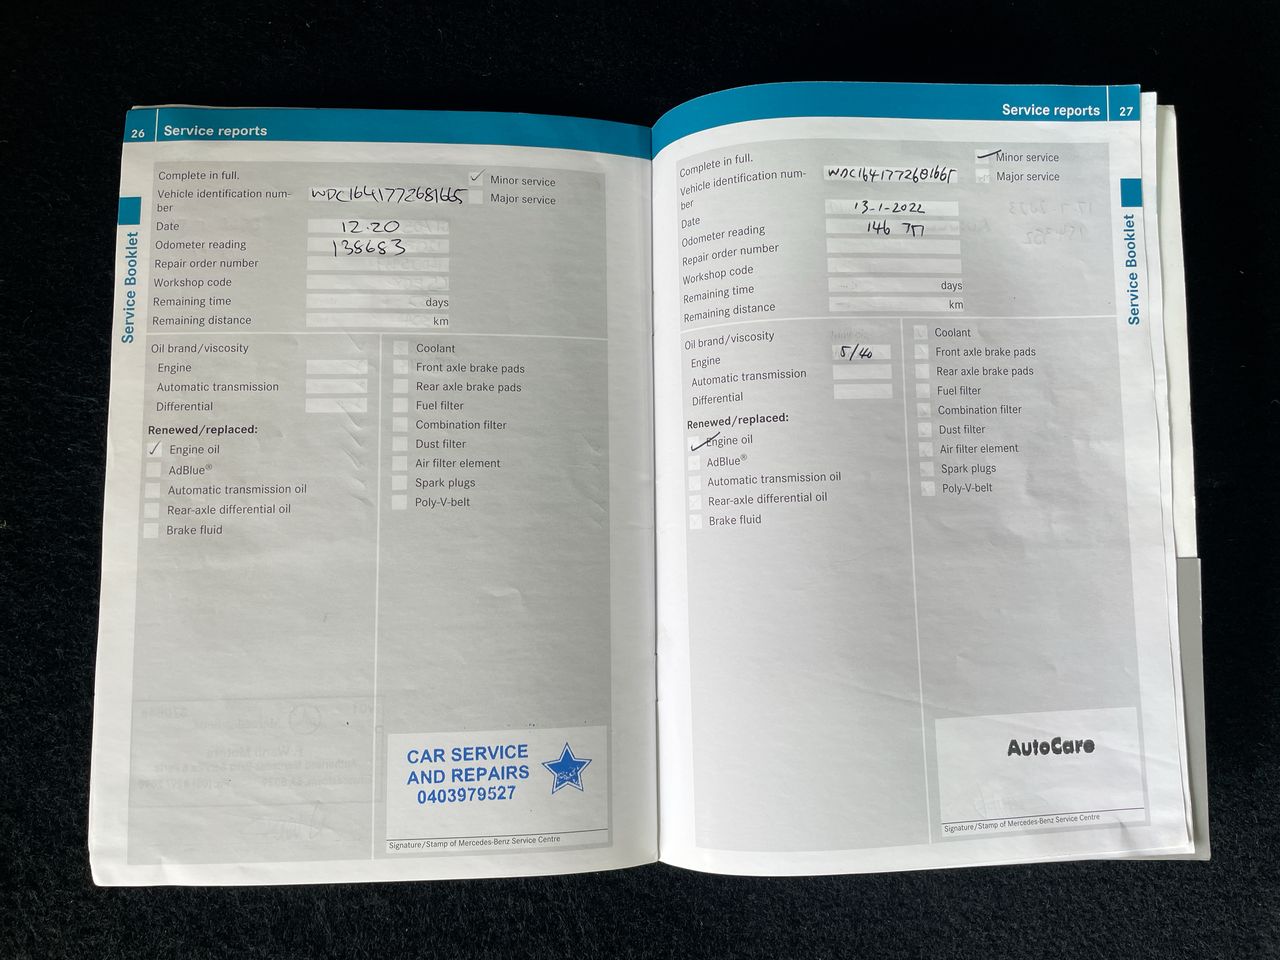 26 Service reports
Complete in full.
Minor service
Vehicle identification num-
ber
WDC1641772681665
Major service
Date 12.20
Odometer reading 138683
Repair order number
Workshop code
Remaining time days
Remaining distance km
Oil brand/viscosity
Engine
Automatic transmission
Differential
Renewed/replaced:
Engine oil
AdBlue®
Automatic transmission oil
Rear-axle differential oil
Brake fluid
Coolant
Front axle brake pads
Rear axle brake pads
Fuel filter
Combination filter
Dust filter
Air filter element
Spark plugs
Poly-V-belt
CAR SERVICE
AND REPAIRS
0403979527
Signature/Stamp of Mercedes-Benz Service Centre
Service Booklet
Service reports 27
Complete in full.
Minor service
Vehicle identification num-
ber
WDC1641772681665
Major service
Date 13-1-2022
Odometer reading 146
Repair order number
Workshop code
Remaining time days
Remaining distance km
Oil brand/viscosity
Engine 5/40
Automatic transmission
Differential
Renewed/replaced:
Engine oil
AdBlue®
Automatic transmission oil
Rear-axle differential oil
Brake fluid
Coolant
Front axle brake pads
Rear axle brake pads
Fuel filter
Combination filter
Dust filter
Air filter element
Spark plugs
Poly-V-belt
AutoCare
Signature/Stamp of Mercedes-Benz Service Centre
Service Booklet